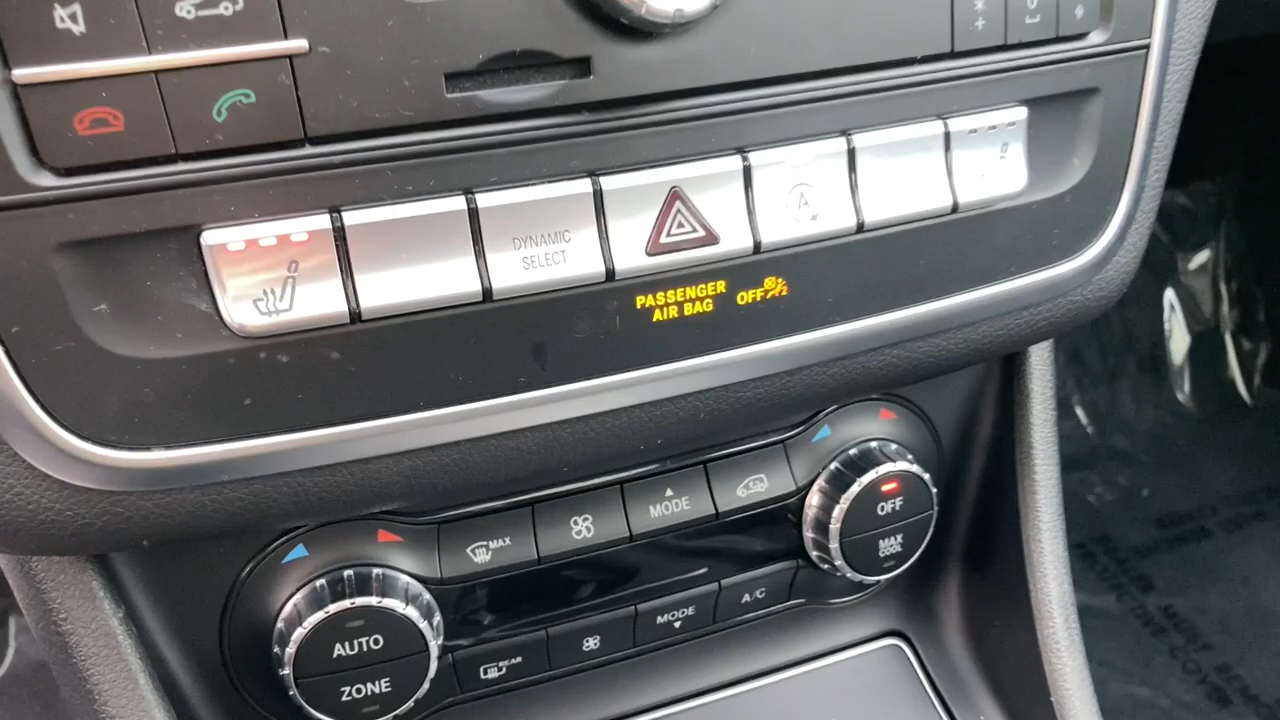 DYNAMIC
SELECT
A
PASSENGER
AIR BAG
OFF
MAX
MODE
OFF
MAX
COOL
AUTO
ZONE
REAR
MODE
A/C